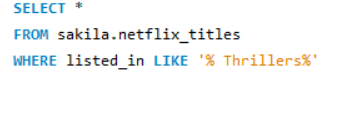 SELECT *
FROM sakila.netflix_titles
WHERE listed_in LIKE '% Thrillers%'